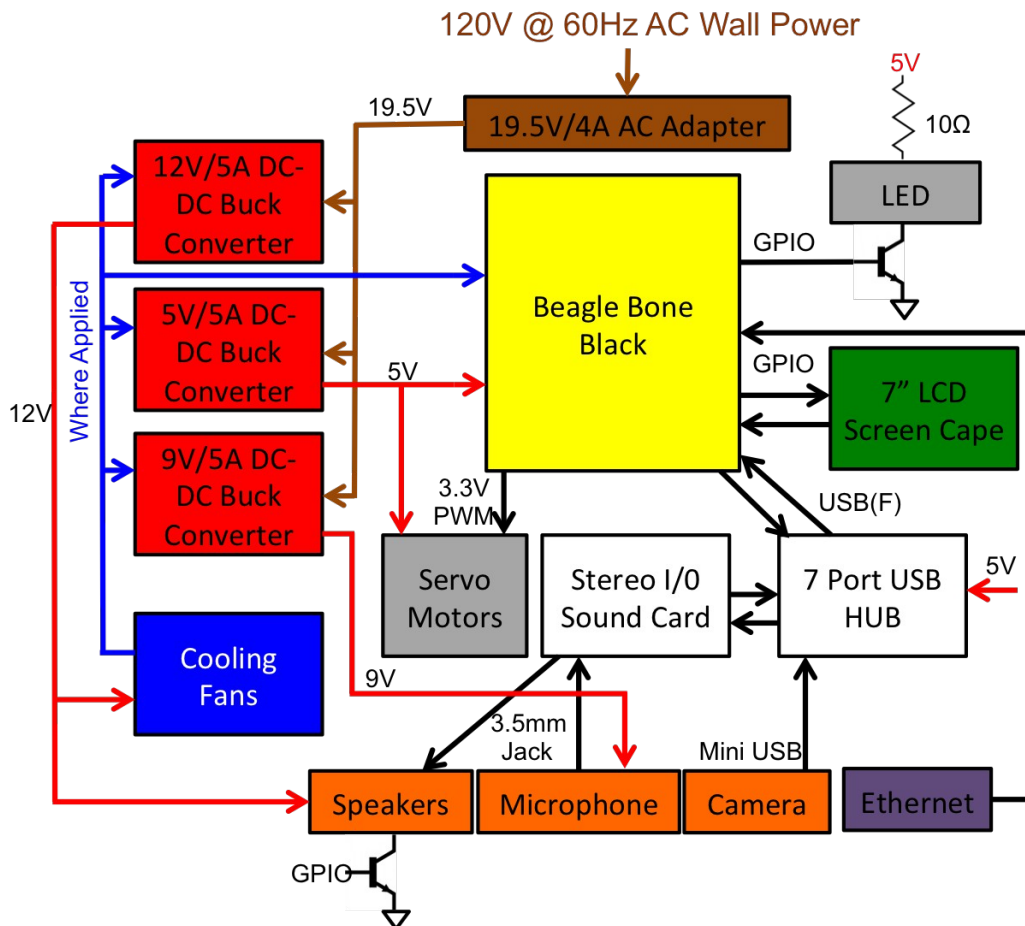 120V @ 60Hz AC Wall Power
5V
19.5V
19.5V/4A AC Adapter
10Ω
12V/5A DC-
DC Buck
Converter
LED
GPIO
Where Applied
5V/5A DC-
DC Buck
Converter
Beagle Bone
Black
5V
GPIO
7” LCD
Screen Cape
12V
9V/5A DC-
DC Buck
Converter
3.3V
PWM
USB(F)
Servo
Motors
Stereo I/0
Sound Card
7 Port USB
HUB
5V
Cooling
Fans
9V
3.5mm
Jack
Mini USB
Speakers
Microphone
Camera
Ethernet
GPIO